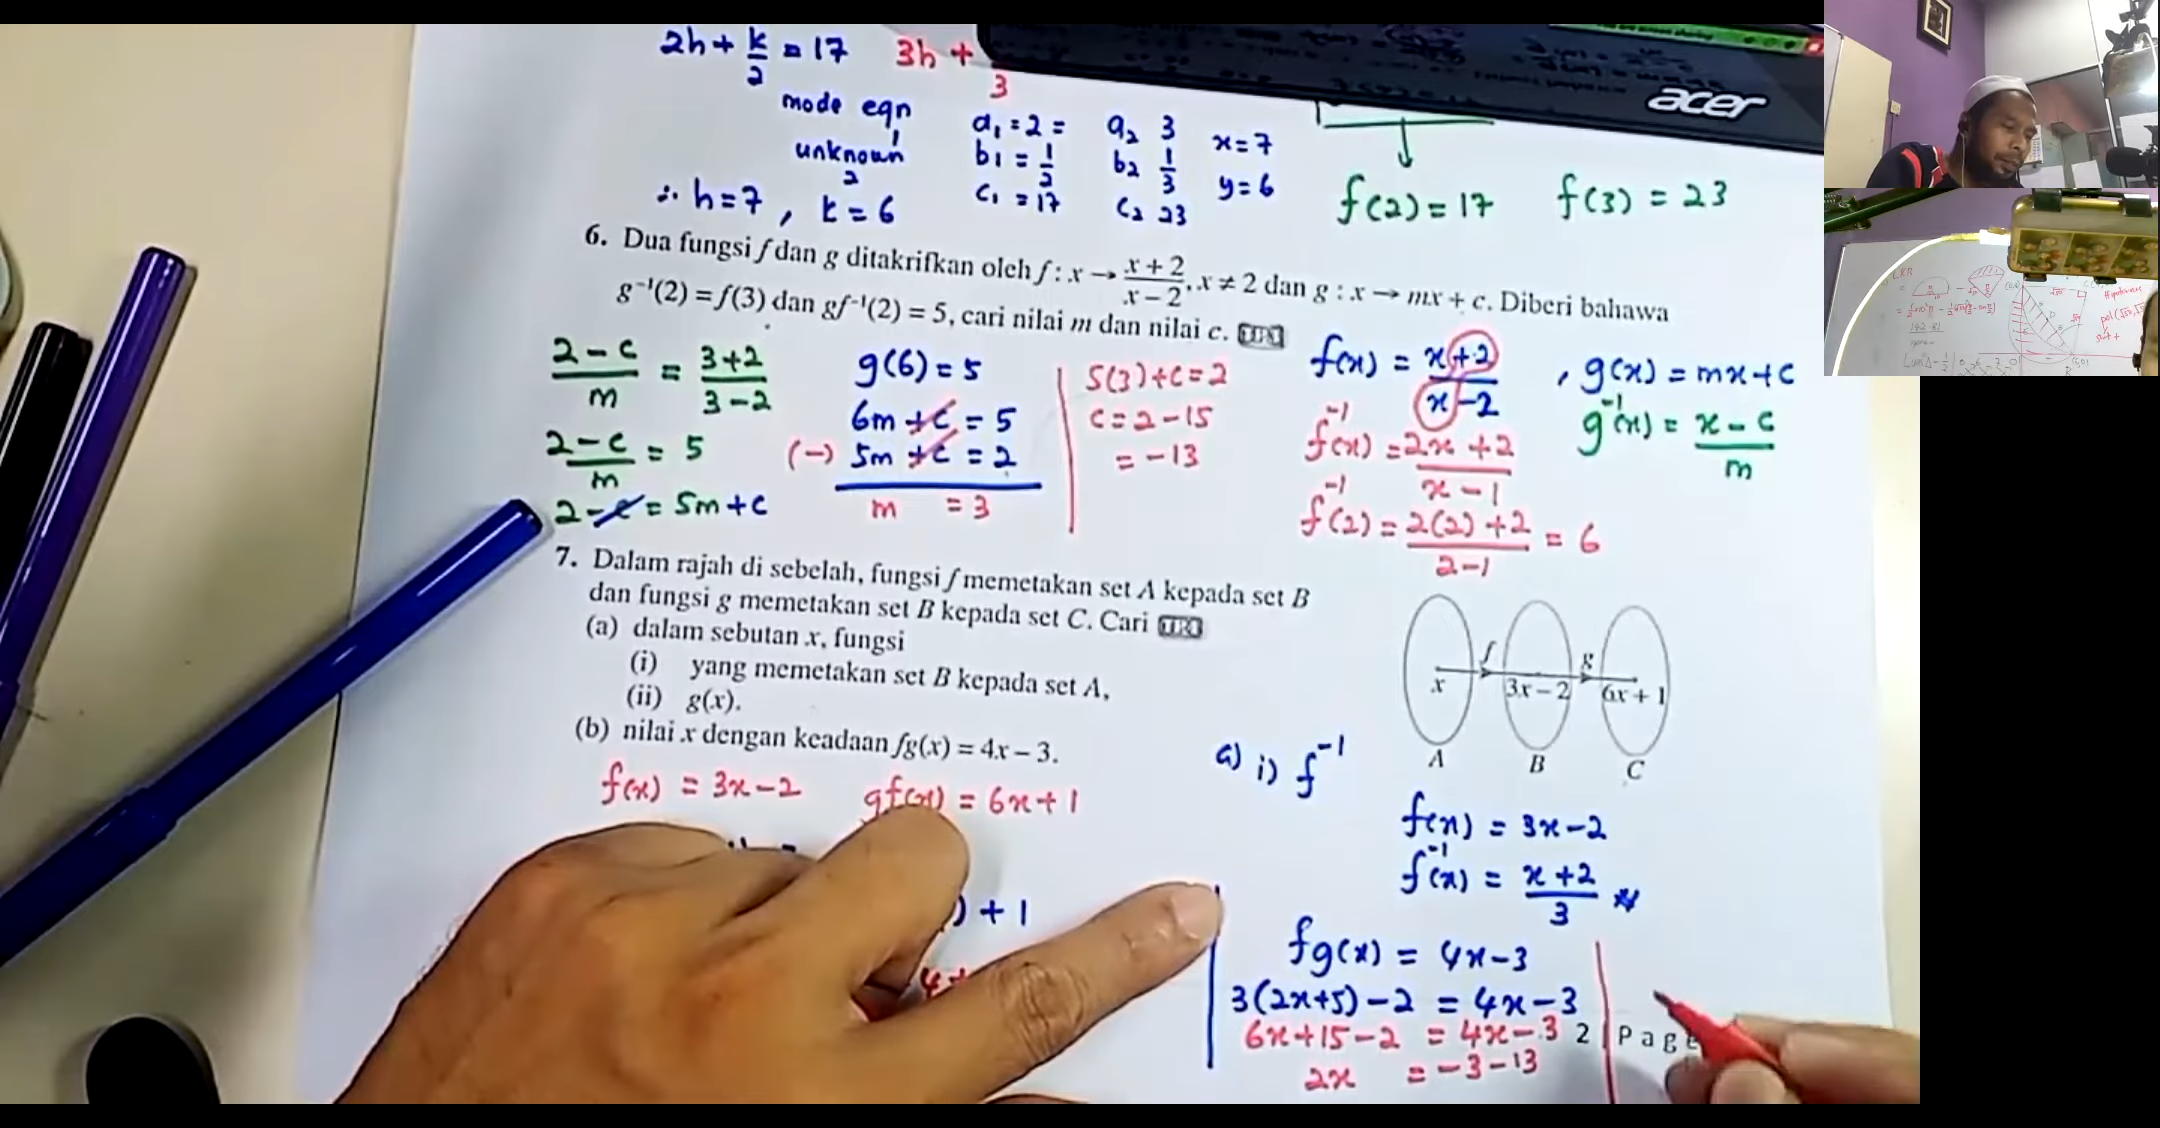 2h + k/2 = 17 3h + 3
acer
mode eqn 1
unknown 2
a₁ = 2 = a₂ 3 x = 7
b₁ = 1/2 b₂ 1/3 y = 6
c₁ = 17 c₂ 23
∴ h = 7, k = 6
f(2) = 17 f(3) = 23
6. Dua fungsi f dan g ditakrifkan oleh f : x → x + 2 / x − 2, x ≠ 2 dan g : x → mx + c. Diberi bahawa
g⁻¹(2) = f(3) dan gf⁻¹(2) = 5, cari nilai m dan nilai c.
2 − c / m = 3 + 2 / 3 − 2
2 − c / m = 5
2 − c = 5m + c
g(6) = 5
6m + c = 5
(−) 5m + c = 2
m = 3
5(3) + c = 2
c = 2 − 15
= −13
f(x) = x + 2 / x − 2 , g(x) = mx + c
f⁻¹(x) = 2x + 2 / x − 1
g⁻¹(x) = x − c / m
f⁻¹(2) = 2(2) + 2 / 2 − 1 = 6
7. Dalam rajah di sebelah, fungsi f memetakan set A kepada set B
dan fungsi g memetakan set B kepada set C. Cari
(a) dalam sebutan x, fungsi
(i) yang memetakan set B kepada set A,
(ii) g(x).
(b) nilai x dengan keadaan fg(x) = 4x − 3.
f g
x 3x − 2 6x + 1
A B C
f(x) = 3x − 2 gf(x) = 6x + 1
) + 1
4 +
a) i) f⁻¹
f(x) = 3x − 2
f⁻¹(x) = x + 2 / 3
fg(x) = 4x − 3
3(2x + 5) − 2 = 4x − 3
6x + 15 − 2 = 4x − 3
2x = −3 − 13
2 | Page